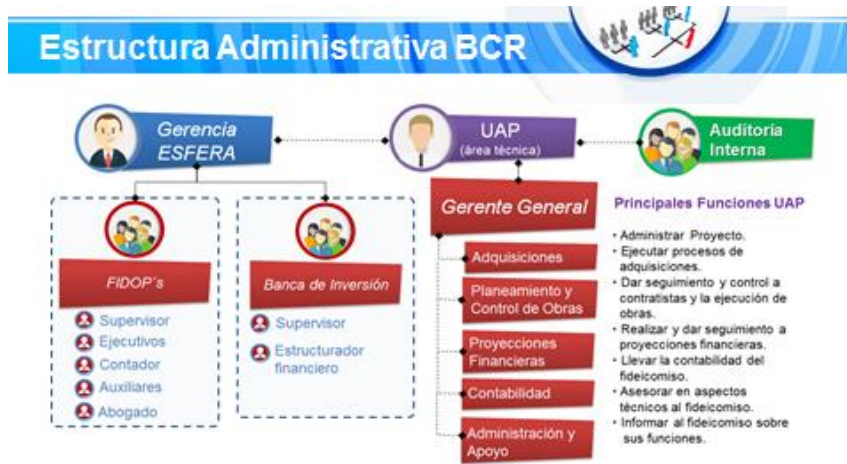 Estructura Administrativa BCR
Gerencia
ESFERA
UAP
(área técnica)
Auditoría
Interna
FIDOP´s
Supervisor
Ejecutivos
Contador
Auxiliares
Abogado
Banca de Inversión
Supervisor
Estructurador
financiero
Gerente General
Adquisiciones
Planeamiento y
Control de Obras
Proyecciones
Financieras
Contabilidad
Administración y
Apoyo
Principales Funciones UAP
• Administrar Proyecto.
• Ejecutar procesos de
adquisiciones.
• Dar seguimiento y control a
contratistas y la ejecución de
obras.
• Realizar y dar seguimiento a
proyecciones financieras.
• Llevar la contabilidad del
fideicomiso.
• Asesorar en aspectos
técnicos al fideicomiso.
• Informar al fideicomiso sobre
sus funciones.